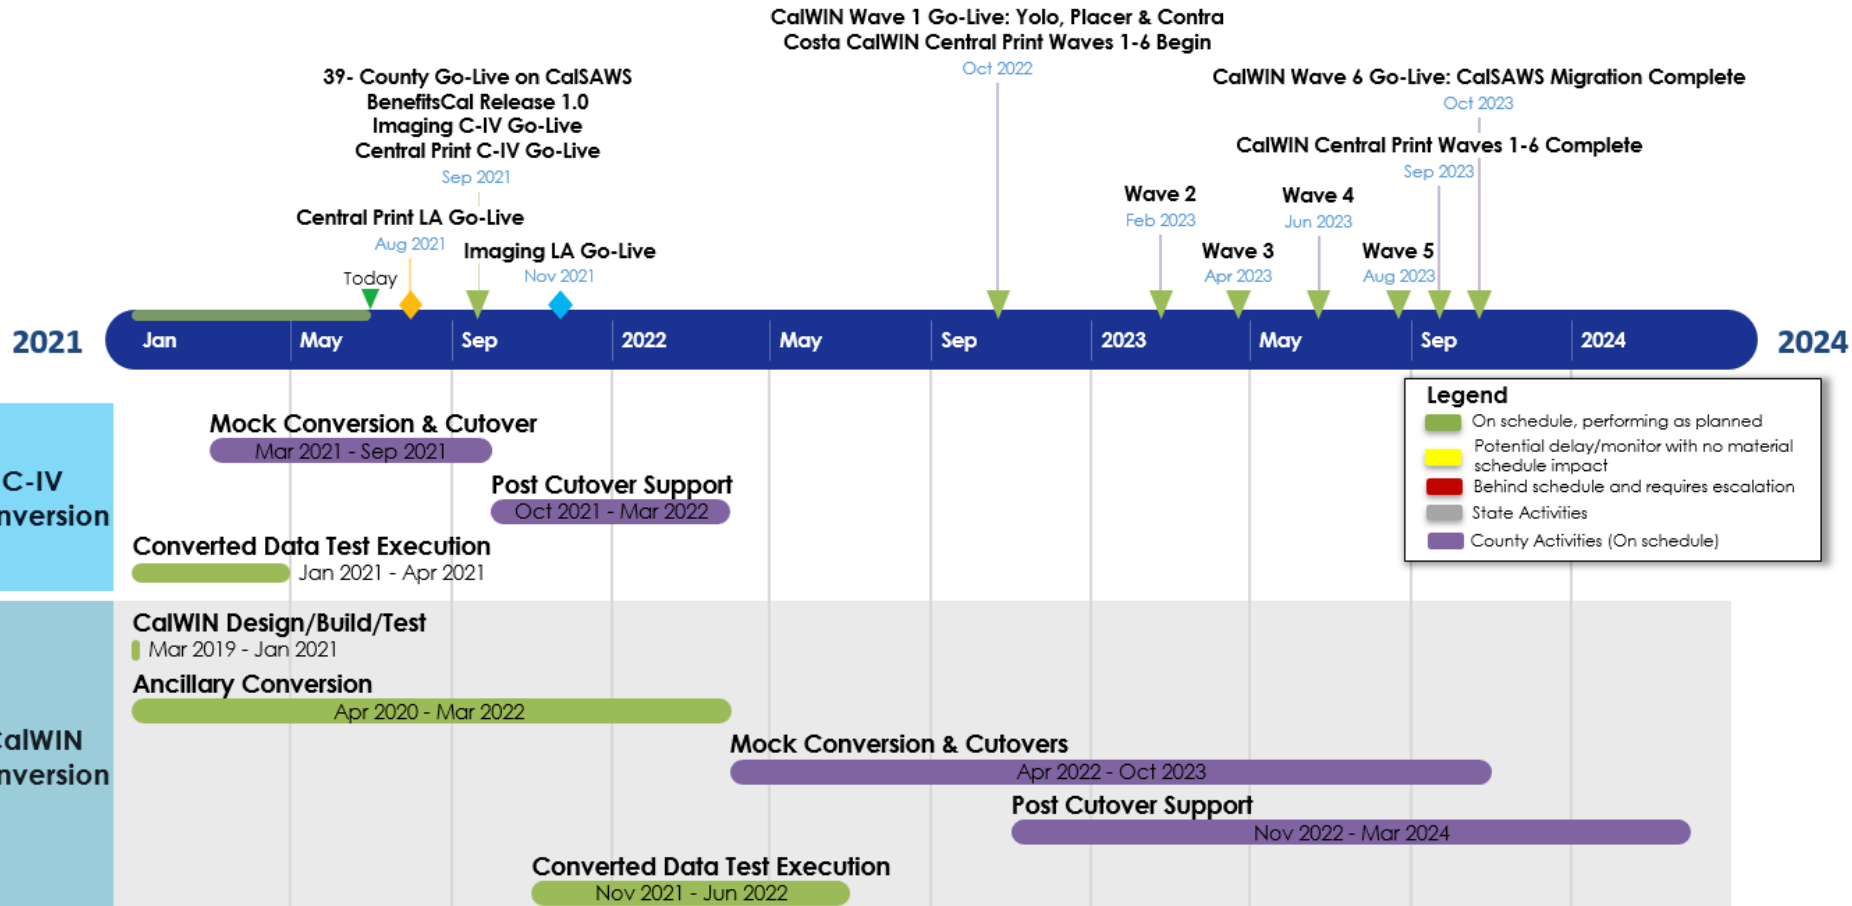 CalWIN Wave 1 Go-Live: Yolo, Placer & Contra
Costa CalWIN Central Print Waves 1-6 Begin
Oct 2022
39- County Go-Live on CalSAWS
BenefitsCal Release 1.0
Imaging C-IV Go-Live
Central Print C-IV Go-Live
Sep 2021
CalWIN Wave 6 Go-Live: CalSAWS Migration Complete
Oct 2023
CalWIN Central Print Waves 1-6 Complete
Sep 2023
Central Print LA Go-Live
Aug 2021
Imaging LA Go-Live
Nov 2021
Today
Wave 2
Feb 2023
Wave 3
Apr 2023
Wave 4
Jun 2023
Wave 5
Aug 2023
2021
Jan
May
Sep
2022
May
Sep
2023
May
Sep
2024
2024
Legend
On schedule, performing as planned
Potential delay/monitor with no material
schedule impact
Behind schedule and requires escalation
State Activities
County Activities (On schedule)
C-IV
nversion
Mock Conversion & Cutover
Mar 2021 - Sep 2021
Post Cutover Support
Oct 2021 - Mar 2022
Converted Data Test Execution
Jan 2021 - Apr 2021
CalWIN
nversion
CalWIN Design/Build/Test
Mar 2019 - Jan 2021
Ancillary Conversion
Apr 2020 - Mar 2022
Mock Conversion & Cutovers
Apr 2022 - Oct 2023
Post Cutover Support
Nov 2022 - Mar 2024
Converted Data Test Execution
Nov 2021 - Jun 2022